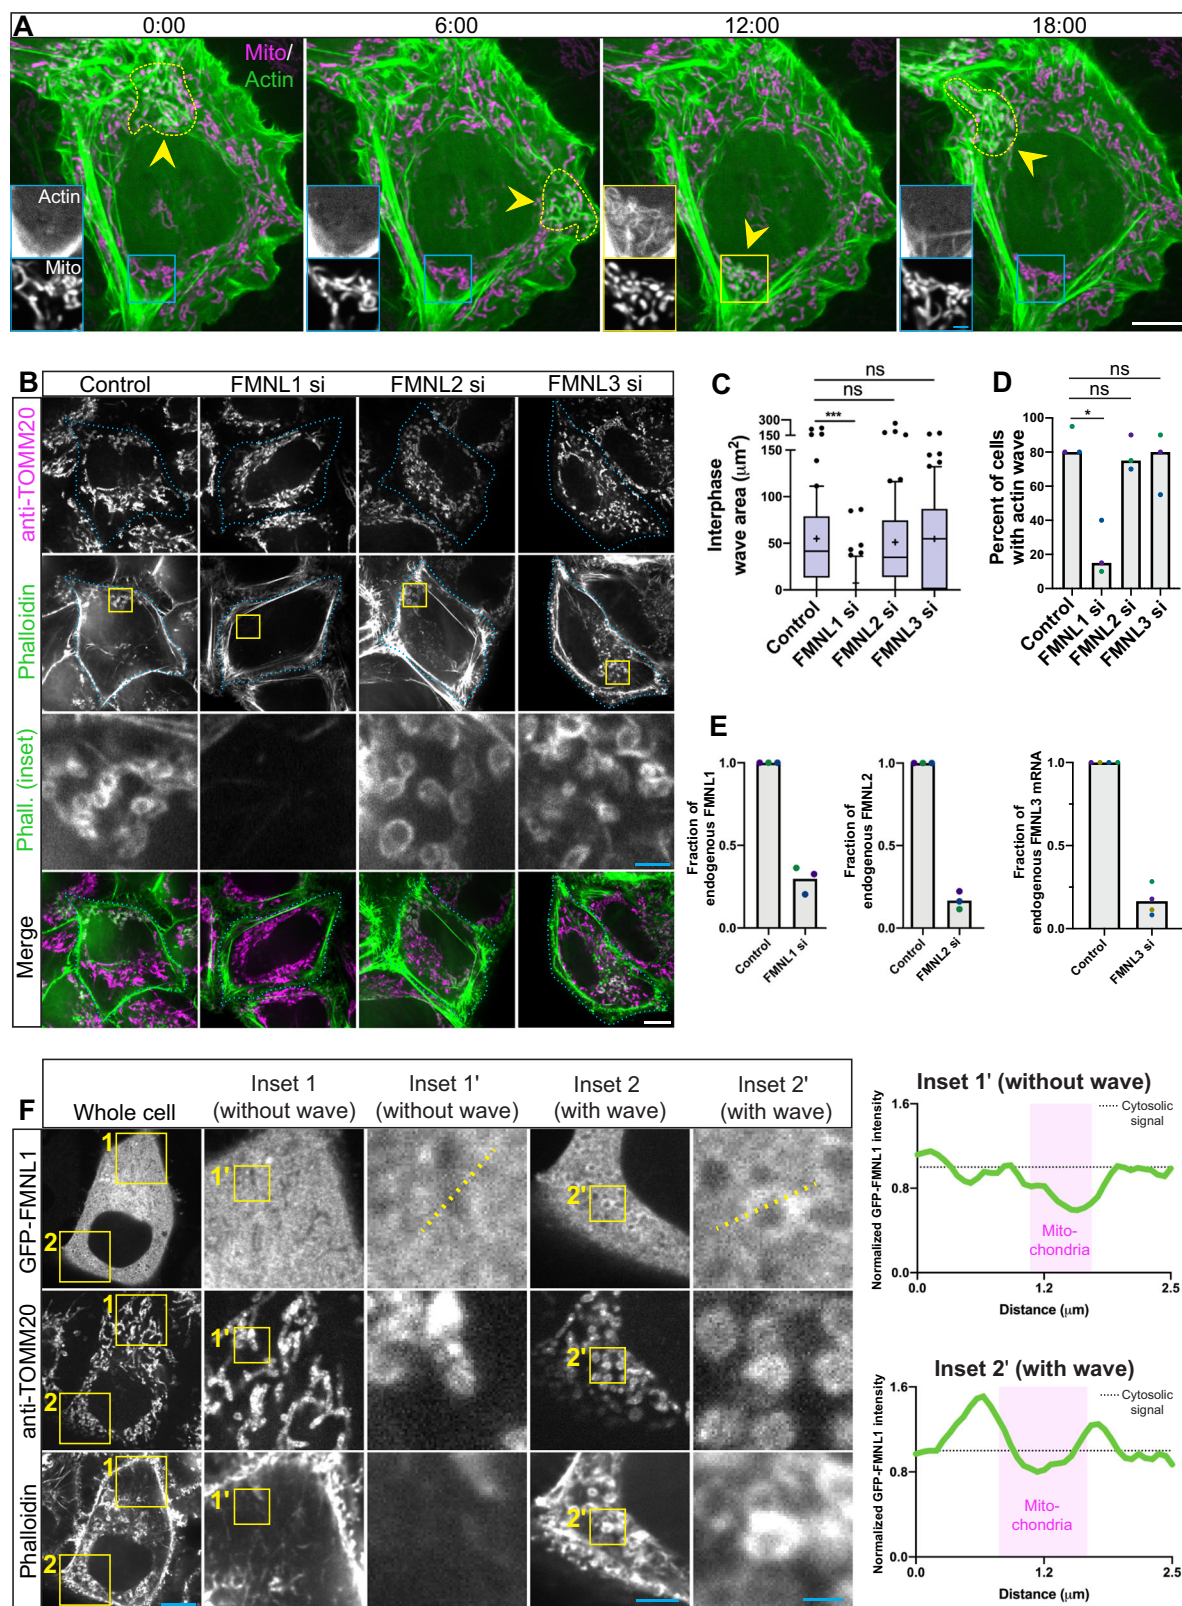 A
0:00
6:00
12:00
18:00
Mito/
Actin
Actin
Mito
B
Control
FMNL1 si
FMNL2 si
FMNL3 si
anti-TOMM20
Phalloidin
Phall. (inset)
Merge
C
ns
ns
***
300
150
150
100
50
0
Interphase
wave area (μm²)
Control
FMNL1 si
FMNL2 si
FMNL3 si
D
ns
ns
*
100
80
60
40
20
0
Percent of cells
with actin wave
Control
FMNL1 si
FMNL2 si
FMNL3 si
E
1.0
0.5
0.0
Fraction of
endogenous FMNL1
Control
FMNL1 si
1.0
0.5
0.0
Fraction of
endogenous FMNL2
Control
FMNL2 si
1.0
0.5
0.0
Fraction of
endogenous FMNL3 mRNA
Control
FMNL3 si
F
Whole cell
Inset 1
(without wave)
Inset 1'
(without wave)
Inset 2
(with wave)
Inset 2'
(with wave)
GFP-FMNL1
1
2
1'
2'
anti-TOMM20
1
2
1'
2'
Phalloidin
1
2
1'
2'
Inset 1' (without wave)
1.6
0.8
0.0
Normalized GFP-FMNL1 intensity
Cytosolic
signal
Mito-
chondria
0.0
1.2
2.5
Distance (μm)
Inset 2' (with wave)
1.6
0.8
0.0
Normalized GFP-FMNL1 intensity
Cytosolic
signal
Mito-
chondria
0.0
1.2
2.5
Distance (μm)